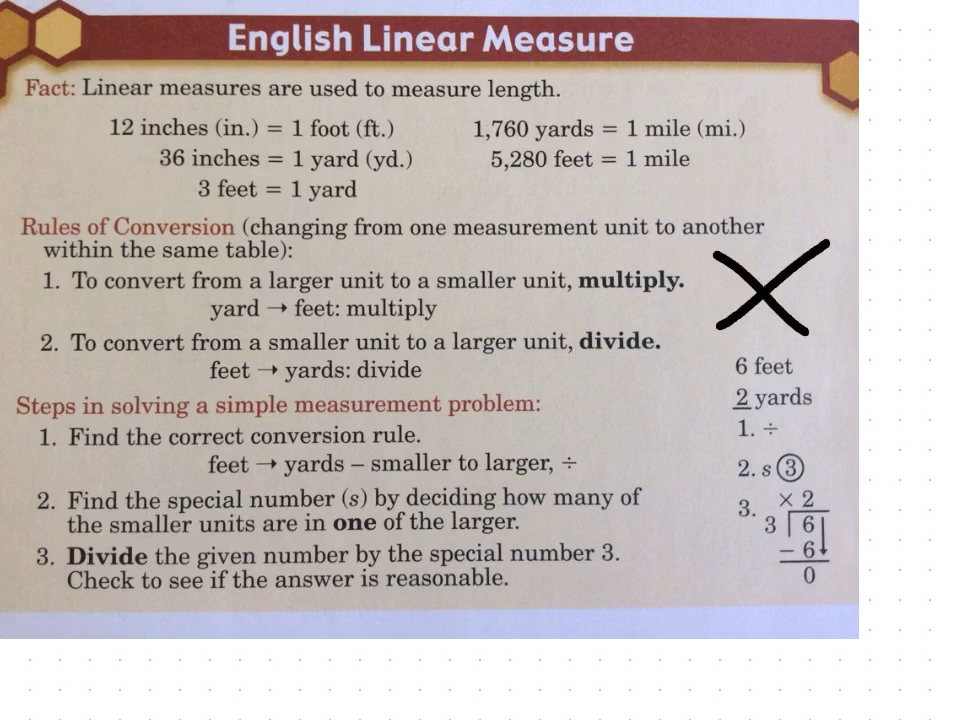 English Linear Measure
Fact: Linear measures are used to measure length.
12 inches (in.) = 1 foot (ft.)
36 inches = 1 yard (yd.)
3 feet = 1 yard
1,760 yards = 1 mile (mi.)
5,280 feet = 1 mile
Rules of Conversion (changing from one measurement unit to another
within the same table):
1. To convert from a larger unit to a smaller unit, multiply.
yard → feet: multiply
2. To convert from a smaller unit to a larger unit, divide.
feet → yards: divide
Steps in solving a simple measurement problem:
1. Find the correct conversion rule.
feet → yards – smaller to larger, ÷
2. Find the special number (s) by deciding how many of
the smaller units are in one of the larger.
3. Divide the given number by the special number 3.
Check to see if the answer is reasonable.
6 feet
2 yards
1. ÷
2. s 3
3.
× 2
3 6
– 6
0